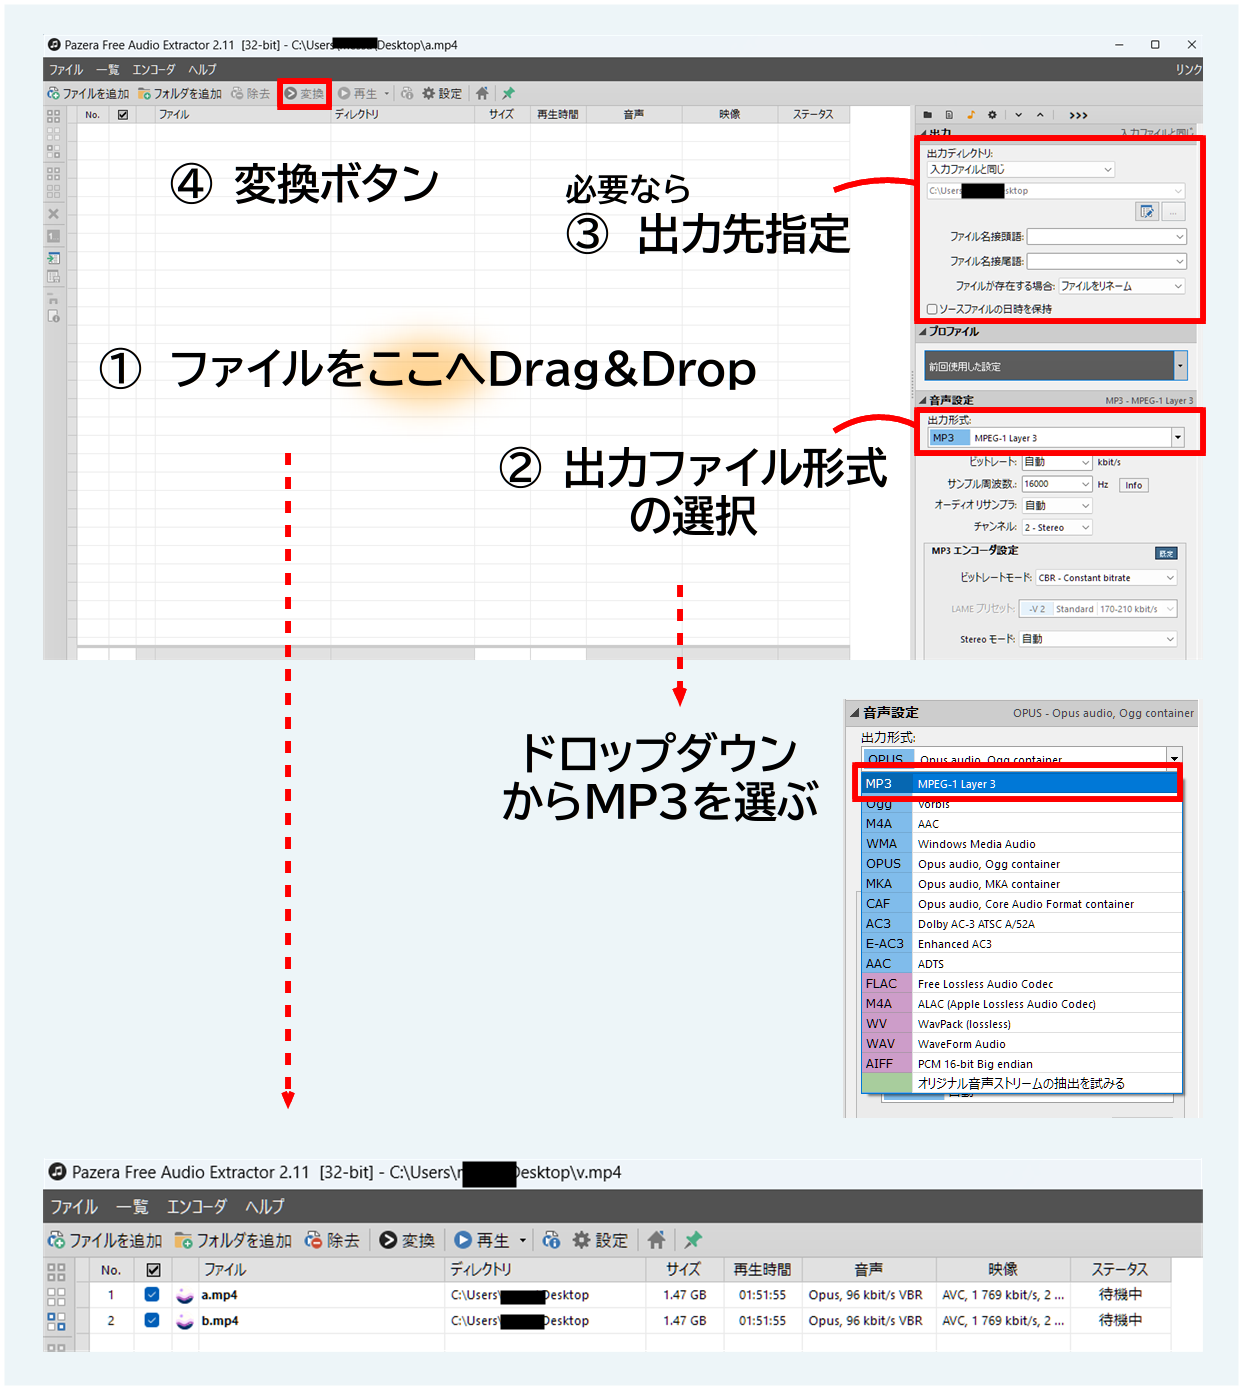 Pazera Free Audio Extractor 2.11 [32-bit] - C:\Users Desktop\a.mp4
ファイル 一覧 エンコーダ ヘルプ リンク
ファイルを追加 フォルダを追加 除去 変換 再生 設定
No. ファイル ディレクトリ サイズ 再生時間 音声 映像 ステータス
出力 入力ファイルと同じ
出力ディレクトリ:
入力ファイルと同じ
C:\Users sktop
...
ファイル名接頭語:
ファイル名接尾語:
ファイルが存在する場合: ファイルをリネーム
ソースファイルの日時を保持
プロファイル
前回使用した設定
音声設定 MP3 - MPEG-1 Layer 3
出力形式:
MP3 MPEG-1 Layer 3
ビットレート: 自動 kbit/s
サンプル周波数.: 16000 Hz Info
オーディオリサンプラ: 自動
チャンネル: 2 - Stereo
MP3 エンコーダ設定 既定
ビットレートモード: CBR - Constant bitrate
LAME プリセット: -V 2 Standard 170-210 kbit/s
Stereo モード: 自動
④ 変換ボタン
必要なら
③ 出力先指定
① ファイルをここへDrag&Drop
② 出力ファイル形式
の選択
ドロップダウン
からMP3を選ぶ
音声設定 OPUS - Opus audio, Ogg container
出力形式:
OPUS Opus audio, Ogg container
MP3 MPEG-1 Layer 3
Ogg Vorbis
M4A AAC
WMA Windows Media Audio
OPUS Opus audio, Ogg container
MKA Opus audio, MKA container
CAF Opus audio, Core Audio Format container
AC3 Dolby AC-3 ATSC A/52A
E-AC3 Enhanced AC3
AAC ADTS
FLAC Free Lossless Audio Codec
M4A ALAC (Apple Lossless Audio Codec)
WV WavPack (lossless)
WAV WaveForm Audio
AIFF PCM 16-bit Big endian
オリジナル音声ストリームの抽出を試みる
自動
Pazera Free Audio Extractor 2.11 [32-bit] - C:\Users\ Desktop\v.mp4
ファイル 一覧 エンコーダ ヘルプ
ファイルを追加 フォルダを追加 除去 変換 再生 設定
No. ファイル ディレクトリ サイズ 再生時間 音声 映像 ステータス
1 a.mp4 C:\Users\ Desktop 1.47 GB 01:51:55 Opus, 96 kbit/s VBR AVC, 1 769 kbit/s, 2 ... 待機中
2 b.mp4 C:\Users\ Desktop 1.47 GB 01:51:55 Opus, 96 kbit/s VBR AVC, 1 769 kbit/s, 2 ... 待機中